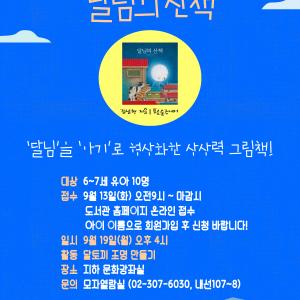 달님의 산책
달님의 산책
'달님'을 '아기'로 형상화한 상상력 그림책!
대상 6~7세 유아 10명
접수 9월 13일(화) 오전9시 ~ 마감시
도서관 홈페이지 온라인 접수
아이 이름으로 회원가입 후 신청 바랍니다!
일시 9월 19일(월) 오후 4시
활동 달토끼 조명 만들기
장소 지하 문화강좌실
문의 모자열람실 (02-307-6030, 내선107~8)